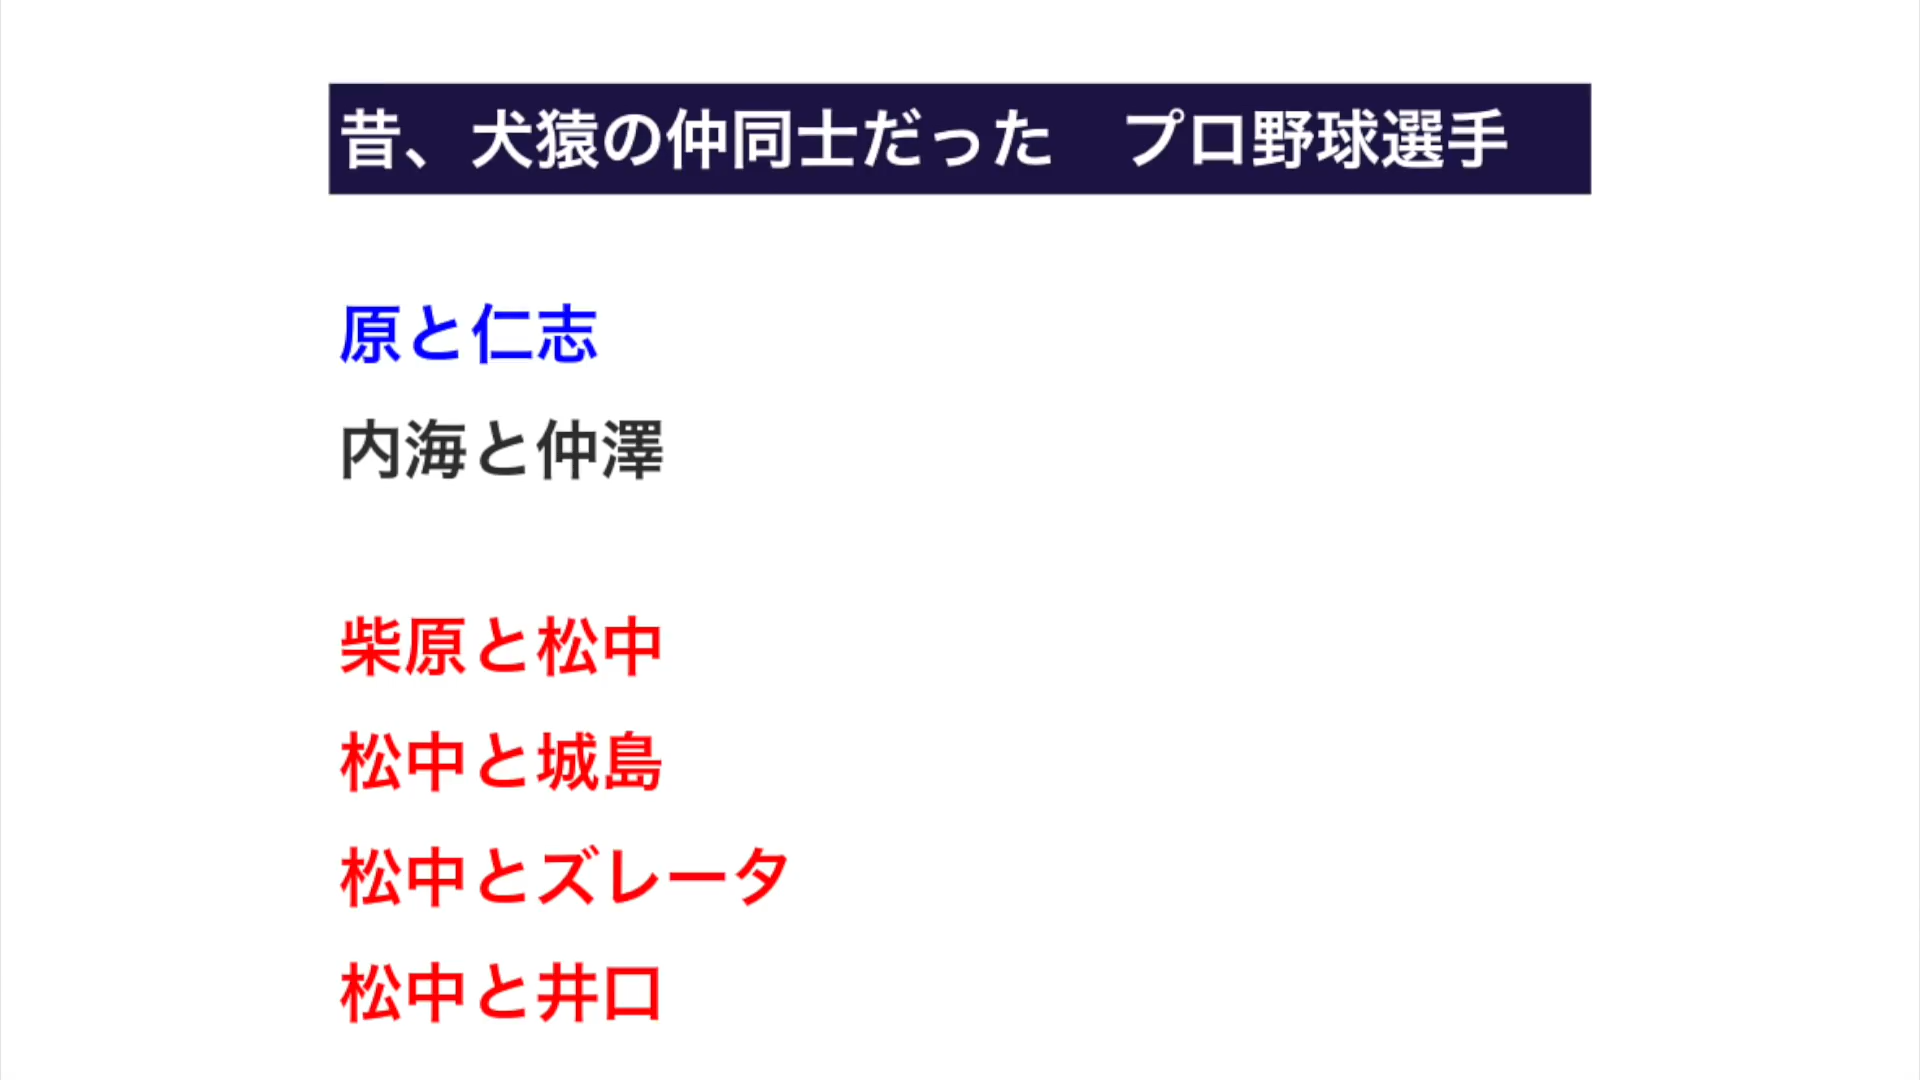 昔、犬猿の仲同士だった　プロ野球選手
原と仁志
内海と仲澤
柴原と松中
松中と城島
松中とズレータ
松中と井口